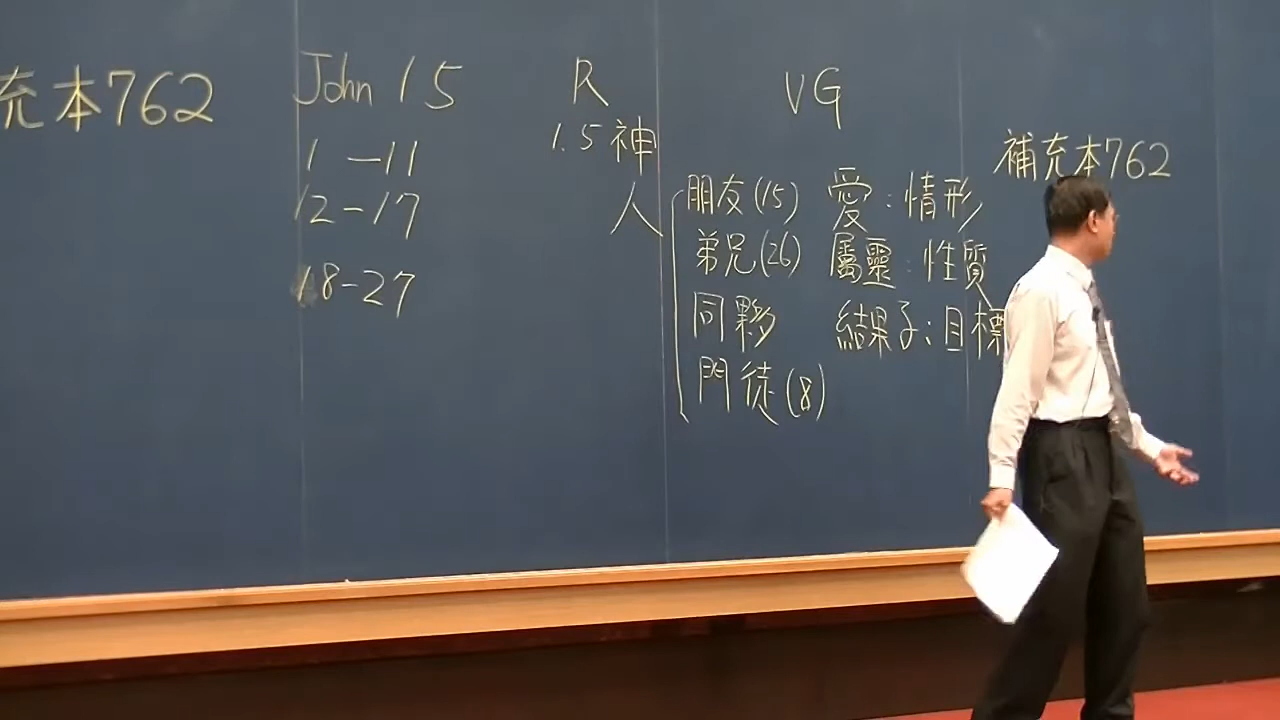 充本762
John 15
1-11
12-17
18-27
R
1.5 神
人
VG
朋友(15) 愛:情形
弟兄(26) 屬靈:性質
同夥 結果子:目標
門徒(8)
補充本762